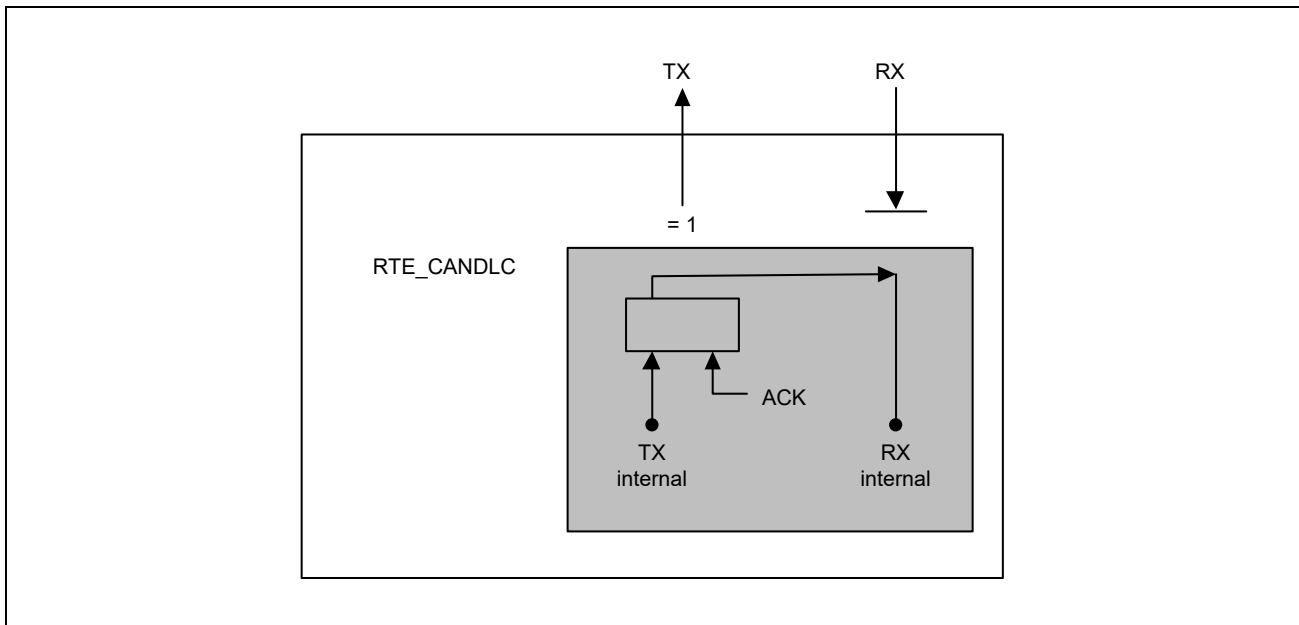 TX
RX
= 1
RTE_CANDLC
ACK
TX
internal
RX
internal